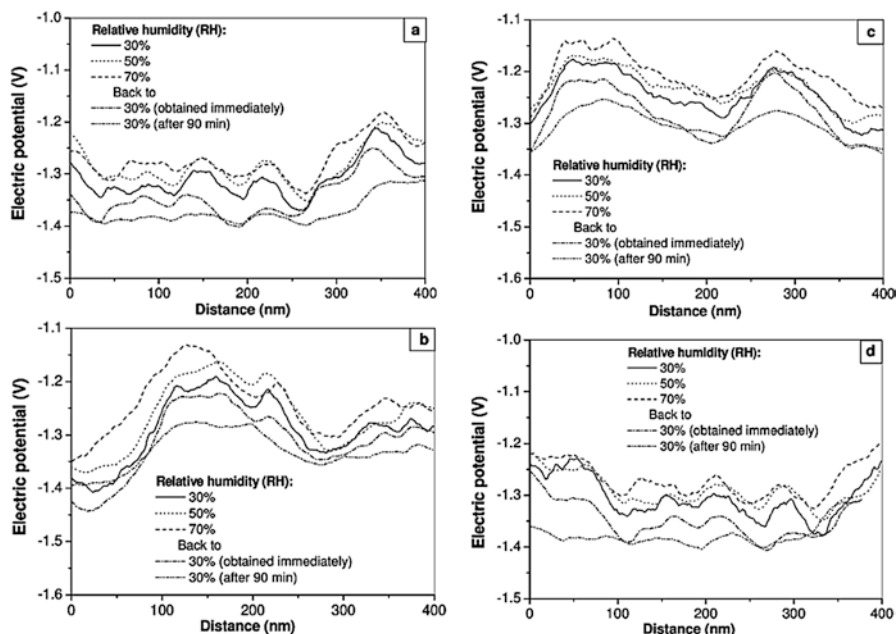 a
Electric potential (V)
-1.0
-1.1
-1.2
-1.3
-1.4
-1.5
Relative humidity (RH):
30%
50%
70%
Back to
30% (obtained immediately)
30% (after 90 min)
0 100 200 300 400
Distance (nm)
b
Electric potential (V)
-1.1
-1.2
-1.3
-1.4
-1.5
-1.6
Relative humidity (RH):
30%
50%
70%
Back to
30% (obtained immediately)
30% (after 90 min)
0 100 200 300 400
Distance (nm)
c
Electric potential (V)
-1.1
-1.2
-1.3
-1.4
-1.5
-1.6
Relative humidity (RH):
30%
50%
70%
Back to
30% (obtained immediately)
30% (after 90 min)
0 100 200 300 400
Distance (nm)
d
Electric potential (V)
-1.0
-1.1
-1.2
-1.3
-1.4
-1.5
Relative humidity (RH):
30%
50%
70%
Back to
30% (obtained immediately)
30% (after 90 min)
0 100 200 300 400
Distance (nm)